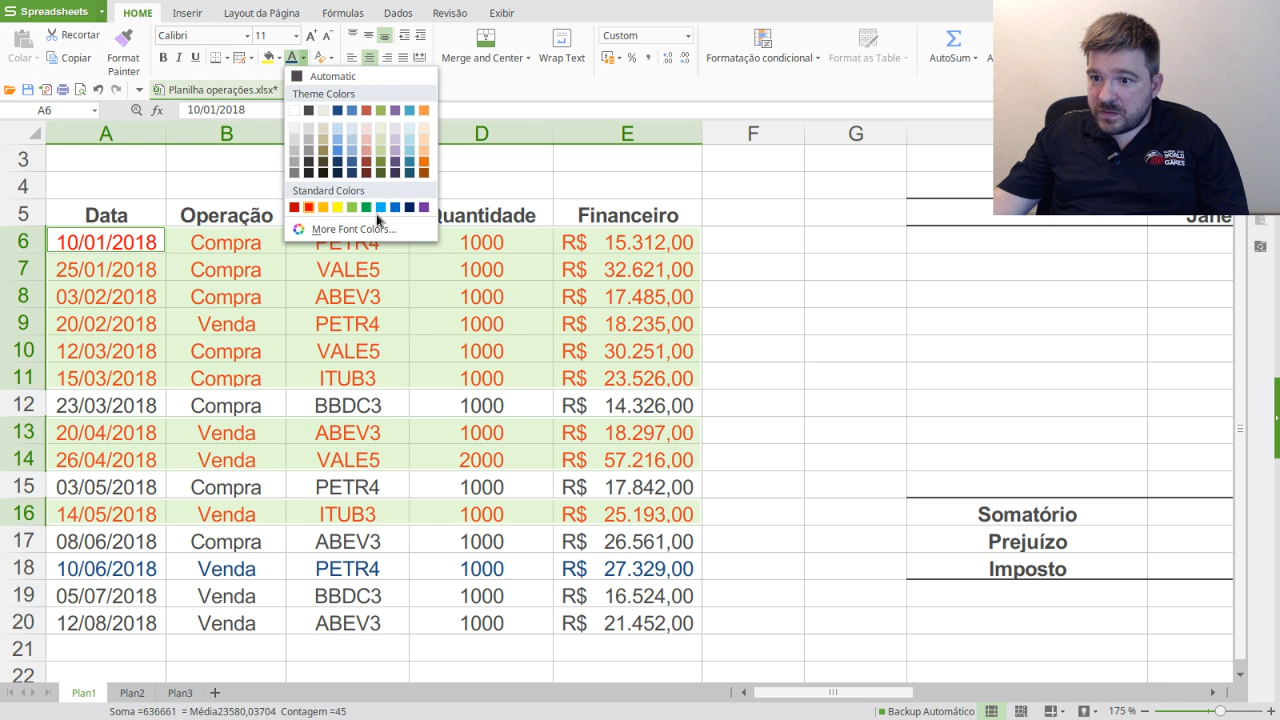 Spreadsheets HOME Inserir Layout da Página Fórmulas Dados Revisão Exibir
Recortar Calibri 11 Custom
Colar Copiar Format Painter Merge and Center Wrap Text Formatação condicional Format as Table AutoSum
Planilha operações.xlsx*
Automatic
Theme Colors
Standard Colors
More Font Colors...
A6 fx 10/01/2018
A B D E F G
3
4
5 Data Operação Quantidade Financeiro
6 10/01/2018 Compra PETR4 1000 R$ 15.312,00
7 25/01/2018 Compra VALE5 1000 R$ 32.621,00
8 03/02/2018 Compra ABEV3 1000 R$ 17.485,00
9 20/02/2018 Venda PETR4 1000 R$ 18.235,00
10 12/03/2018 Compra VALE5 1000 R$ 30.251,00
11 15/03/2018 Compra ITUB3 1000 R$ 23.526,00
12 23/03/2018 Compra BBDC3 1000 R$ 14.326,00
13 20/04/2018 Venda ABEV3 1000 R$ 18.297,00
14 26/04/2018 Venda VALE5 2000 R$ 57.216,00
15 03/05/2018 Compra PETR4 1000 R$ 17.842,00
16 14/05/2018 Venda ITUB3 1000 R$ 25.193,00 Somatório
17 08/06/2018 Compra ABEV3 1000 R$ 26.561,00 Prejuízo
18 10/06/2018 Venda PETR4 1000 R$ 27.329,00 Imposto
19 05/07/2018 Venda BBDC3 1000 R$ 16.524,00
20 12/08/2018 Venda ABEV3 1000 R$ 21.452,00
21
22
Plan1 Plan2 Plan3 +
Soma =636661 = Média23580,03704 Contagem =45 Backup Automático 175 %
WORLD
GAMES